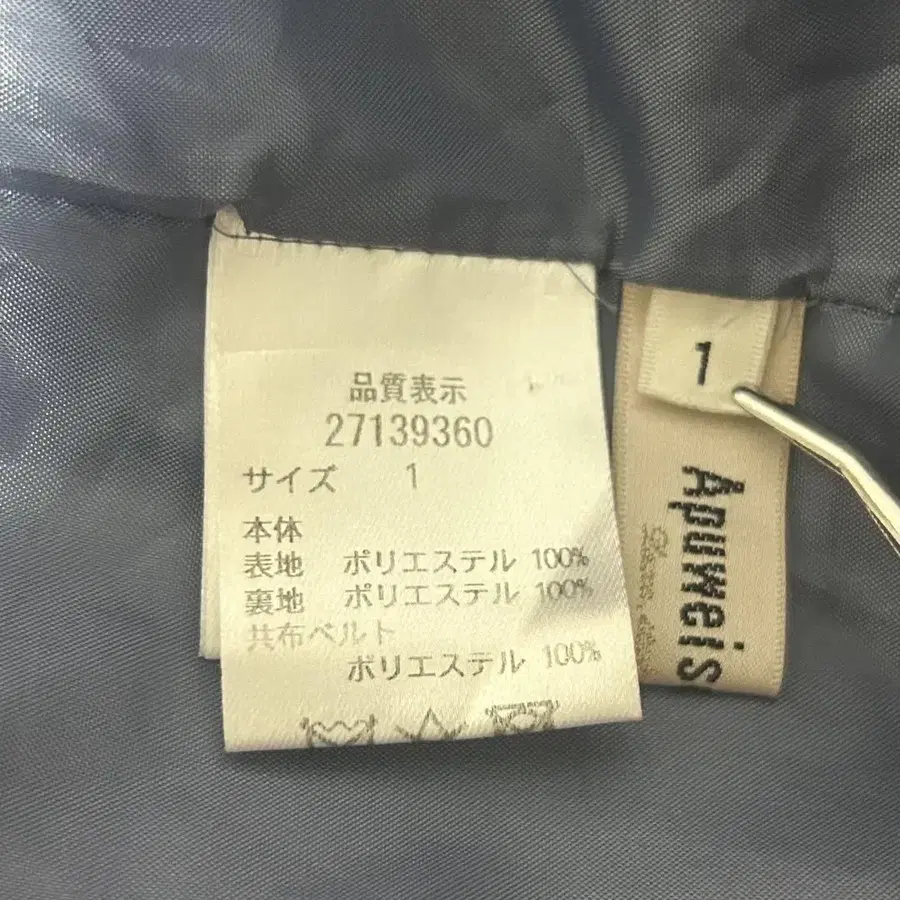 品質表示
27139360
サイズ 1
本体
表地 ポリエステル 100%
裏地 ポリエステル 100%
共布ベルト
ポリエステル 100%
1
Apuweis